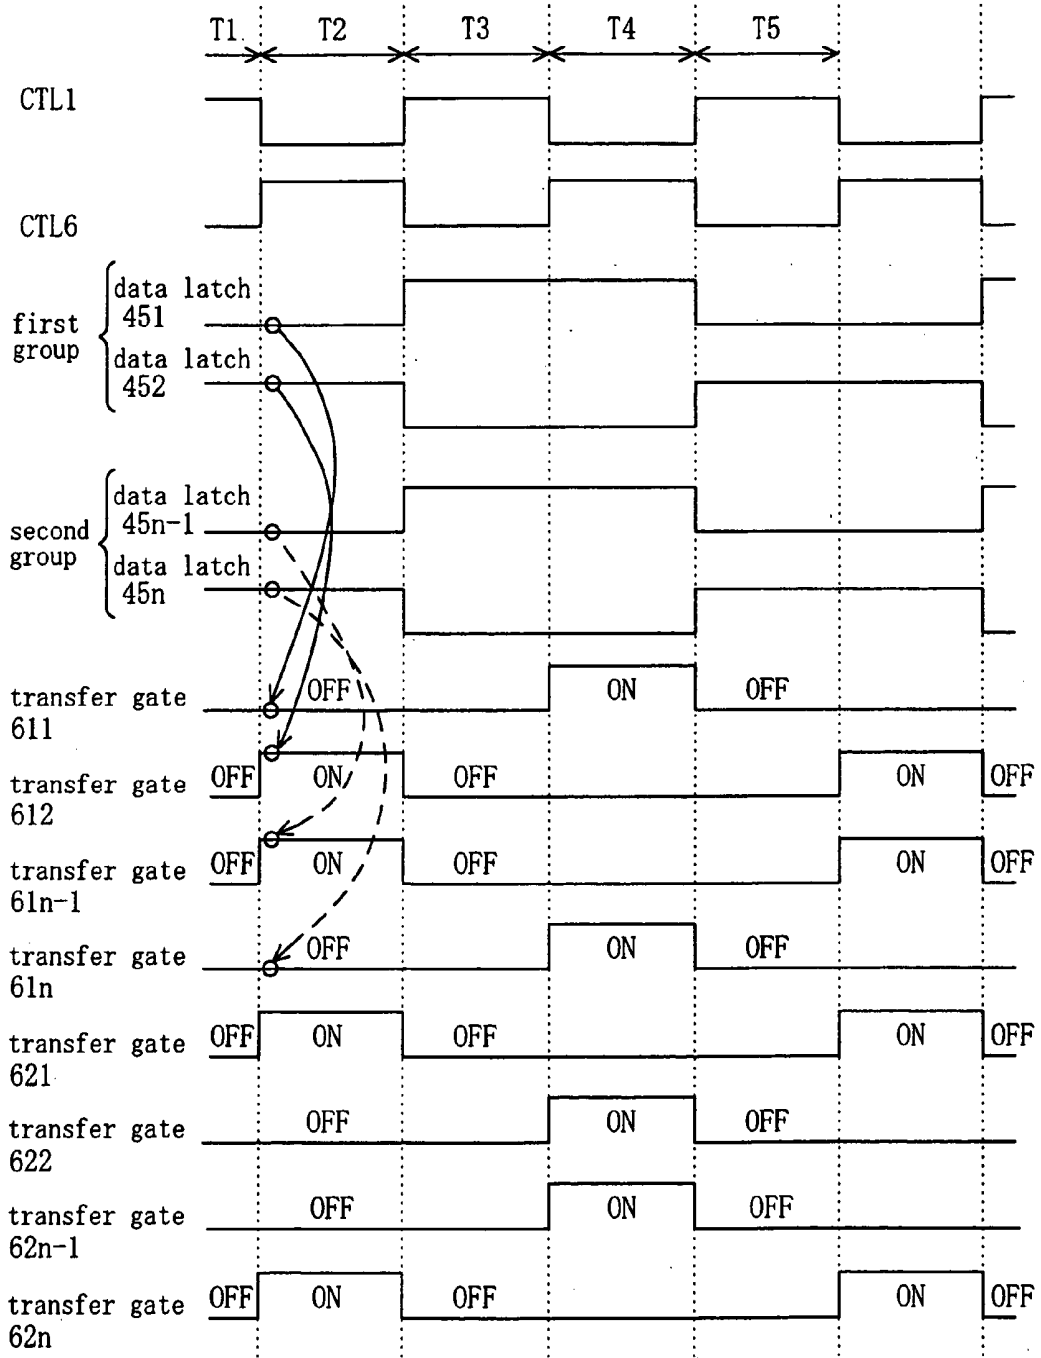 T1 T2 T3 T4 T5
CTL1
CTL6
first
group
data latch
451
data latch
452
second
group
data latch
45n-1
data latch
45n
transfer gate
611
OFF ON OFF
transfer gate
612
OFF ON OFF ON OFF
transfer gate
61n-1
OFF ON OFF ON OFF
transfer gate
61n
OFF ON OFF
transfer gate
621
OFF ON OFF ON OFF
transfer gate
622
OFF ON OFF
transfer gate
62n-1
OFF ON OFF
transfer gate
62n
OFF ON OFF ON OFF